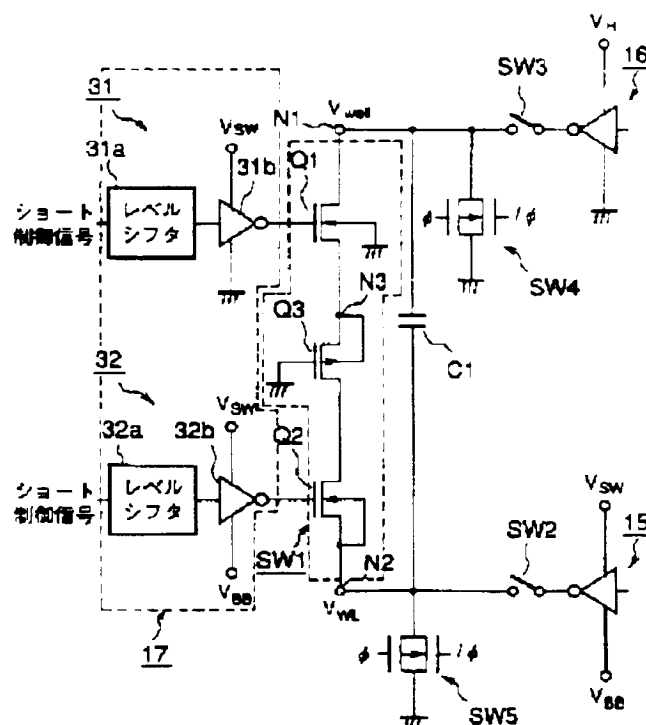 V_H
16
SW3
31
N1
V_well
31a
V_SW
31b
Q1
ショート
制御信号
レベル
シフタ
φ
/φ
SW4
N3
Q3
C1
32
V_SW
32a
32b
Q2
V_SW
ショート
制御信号
レベル
シフタ
SW2
15
SW1
N2
V_BB
V_WL
17
φ
/φ
V_BB
SW5